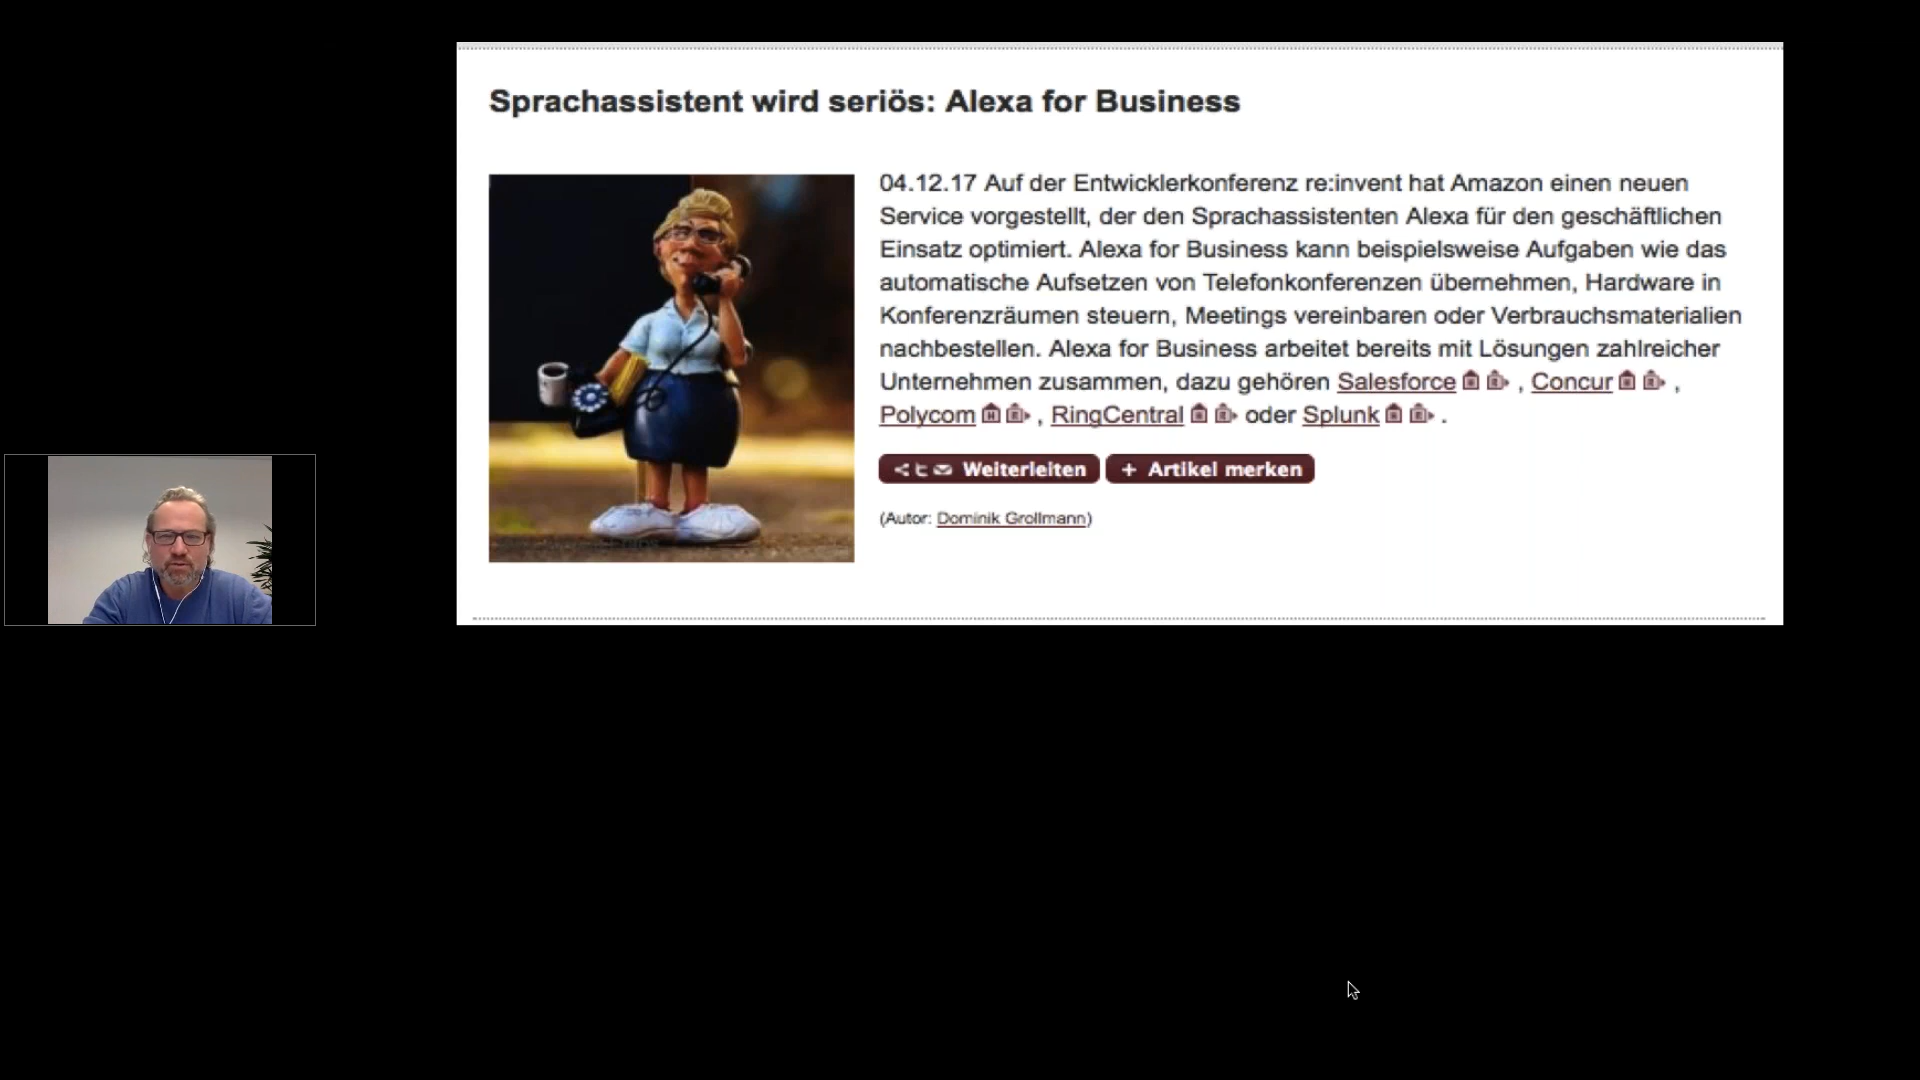 Sprachassistent wird seriös: Alexa for Business
04.12.17 Auf der Entwicklerkonferenz re:invent hat Amazon einen neuen
Service vorgestellt, der den Sprachassistenten Alexa für den geschäftlichen
Einsatz optimiert. Alexa for Business kann beispielsweise Aufgaben wie das
automatische Aufsetzen von Telefonkonferenzen übernehmen, Hardware in
Konferenzräumen steuern, Meetings vereinbaren oder Verbrauchsmaterialien
nachbestellen. Alexa for Business arbeitet bereits mit Lösungen zahlreicher
Unternehmen zusammen, dazu gehören Salesforce , Concur ,
Polycom , RingCentral oder Splunk .
Weiterleiten + Artikel merken
(Autor: Dominik Grollmann)